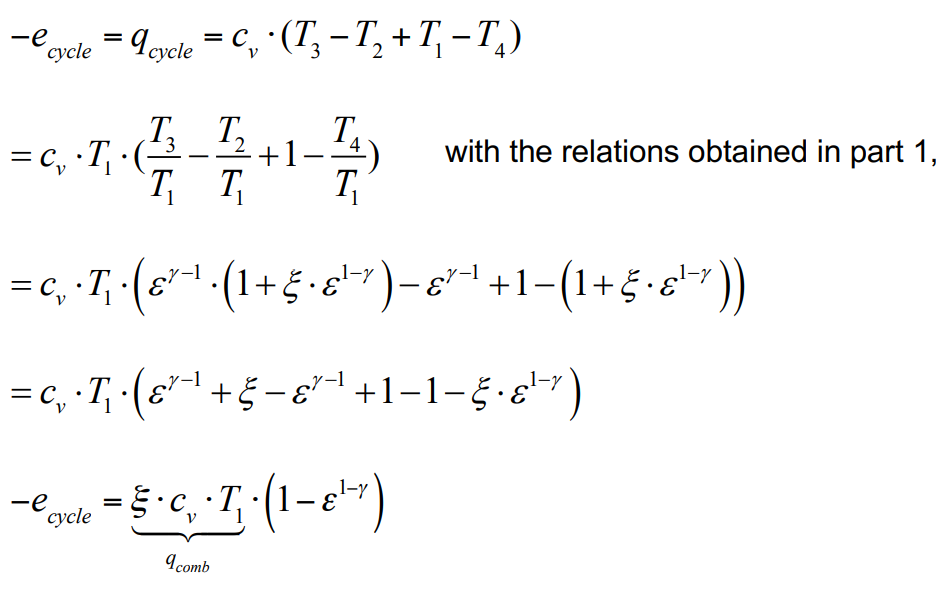 −e_cycle = q_cycle = c_v · (T_3 − T_2 + T_1 − T_4)
= c_v · T_1 · (T_3/T_1 − T_2/T_1 + 1 − T_4/T_1) with the relations obtained in part 1,
= c_v · T_1 · (ε^{γ−1} · (1 + ξ · ε^{1−γ}) − ε^{γ−1} + 1 − (1 + ξ · ε^{1−γ}))
= c_v · T_1 · (ε^{γ−1} + ξ − ε^{γ−1} + 1 − 1 − ξ · ε^{1−γ})
−e_cycle = ξ · c_v · T_1 · (1 − ε^{1−γ})
q_comb